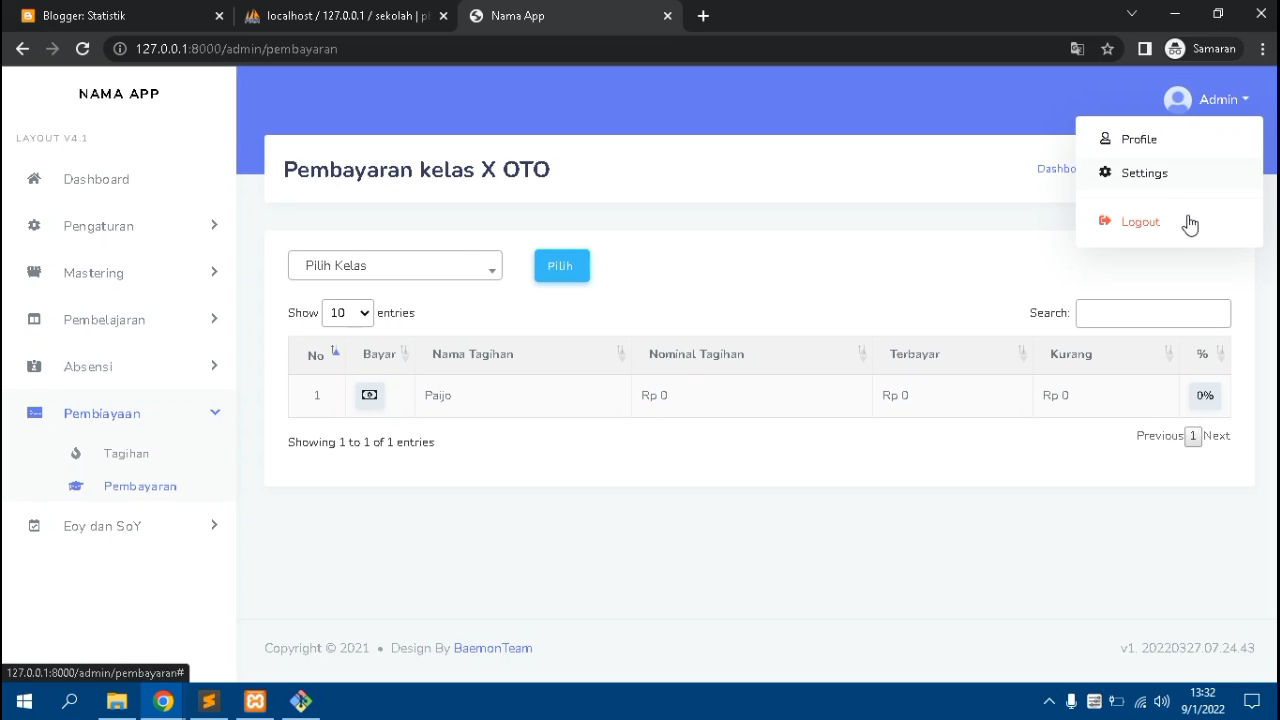 Blogger: Statistik
localhost / 127.0.0.1 / sekolah | p
Nama App
127.0.0.1:8000/admin/pembayaran
Samaran
NAMA APP
LAYOUT V4.1
Dashboard
Pengaturan
Mastering
Pembelajaran
Absensi
Pembiayaan
Tagihan
Pembayaran
Eoy dan SoY
Admin
Profile
Settings
Logout
Pembayaran kelas X OTO
Dashbo
Pilih Kelas
Pilih
Show 10 entries
Search:
No Bayar Nama Tagihan Nominal Tagihan Terbayar Kurang %
1 Paijo Rp 0 Rp 0 Rp 0 0%
Showing 1 to 1 of 1 entries
Previous 1 Next
Copyright © 2021 • Design By BaemonTeam
v1. 20220327.07.24.43
127.0.0.1:8000/admin/pembayaran#
13:32
9/1/2022